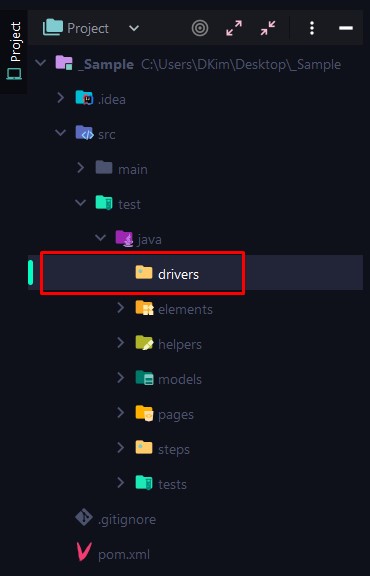 Project
Project
_Sample C:\Users\DKim\Desktop\_Sample
.idea
src
main
test
java
drivers
elements
helpers
models
pages
steps
tests
.gitignore
pom.xml